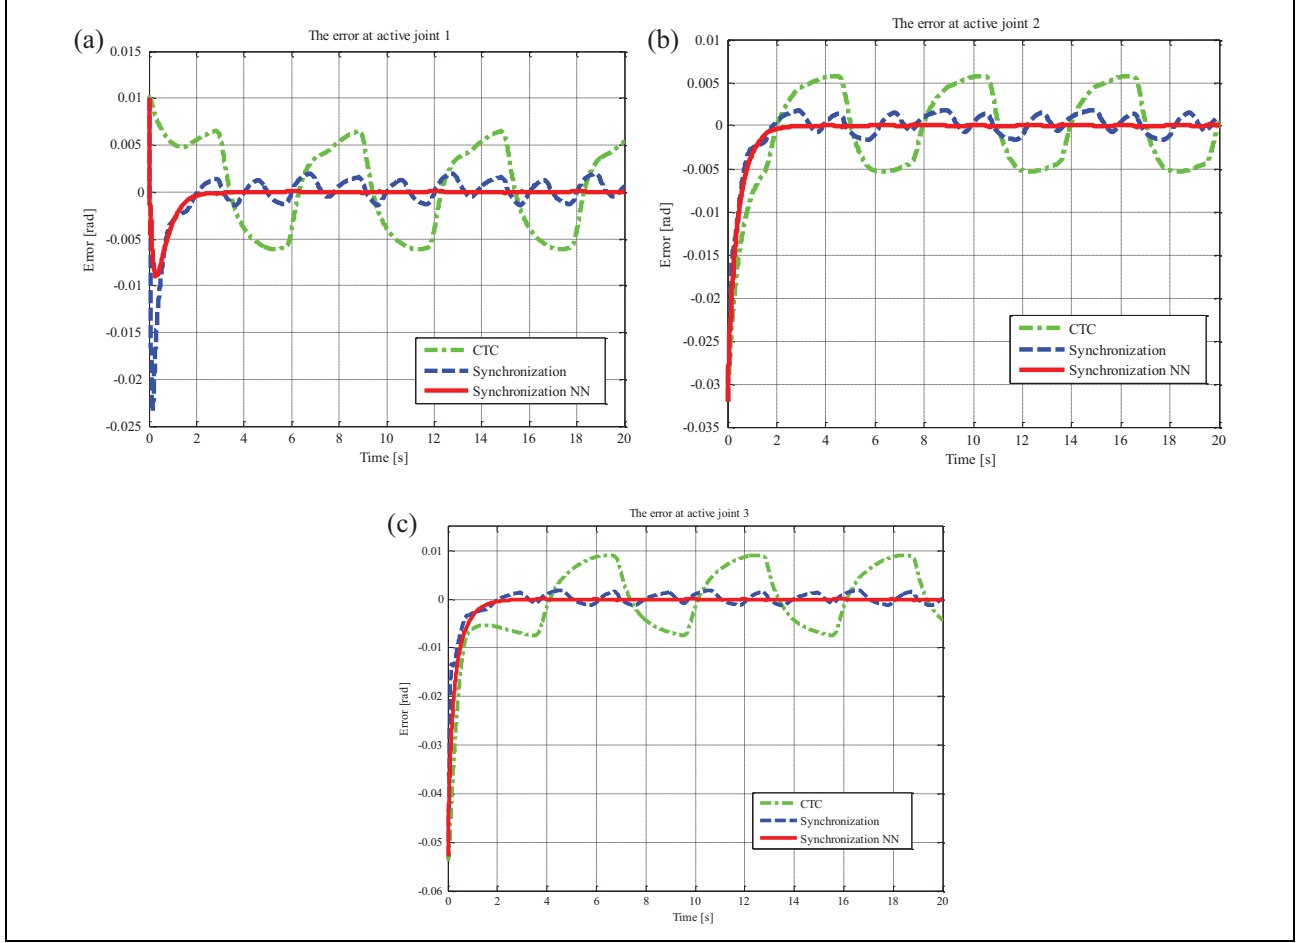 (a)
The error at active joint 1
0.015
0.01
0.005
0
-0.005
-0.01
-0.015
-0.02
-0.025
Error [rad]
0 2 4 6 8 10 12 14 16 18 20
Time [s]
CTC
Synchronization
Synchronization NN
(b)
The error at active joint 2
0.01
0.005
0
-0.005
-0.01
-0.015
-0.02
-0.025
-0.03
-0.035
Error [rad]
0 2 4 6 8 10 12 14 16 18 20
Time [s]
CTC
Synchronization
Synchronization NN
(c)
The error at active joint 3
0.01
0
-0.01
-0.02
-0.03
-0.04
-0.05
-0.06
Error [rad]
0 2 4 6 8 10 12 14 16 18 20
Time [s]
CTC
Synchronization
Synchronization NN